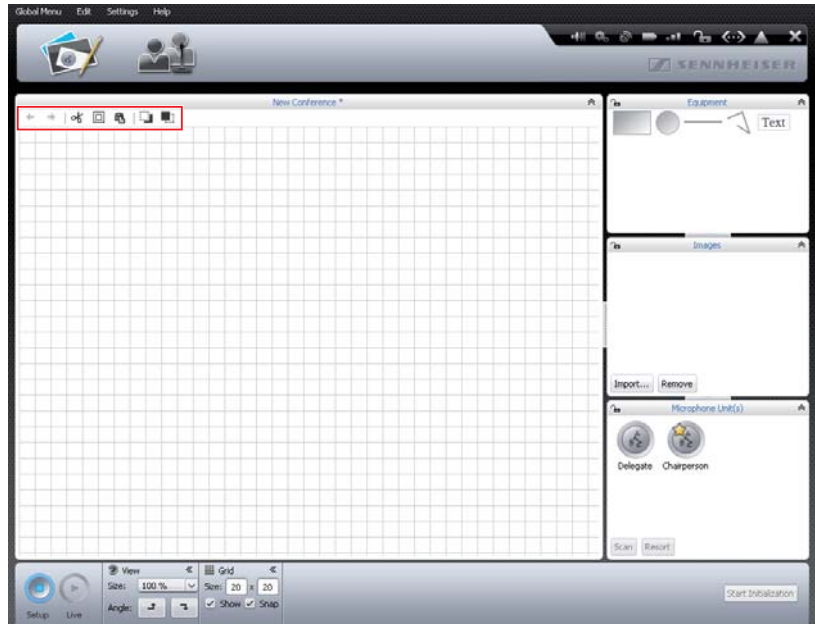 Global Menu Edit Settings Help
SENNHEISER
New Conference *
Equipment
Text
Images
Import... Remove
Microphone Unit(s)
Delegate Chairperson
Scan Resort
View
Size: 100 %
Angle:
Grid
Size: 20 x 20
Show Snap
Setup Live
Start Initialization